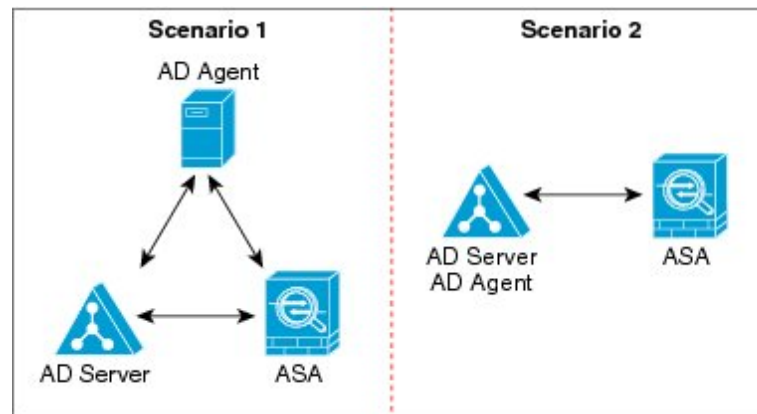 Scenario 1
AD Agent
AD Server
ASA
Scenario 2
AD Server
AD Agent
ASA